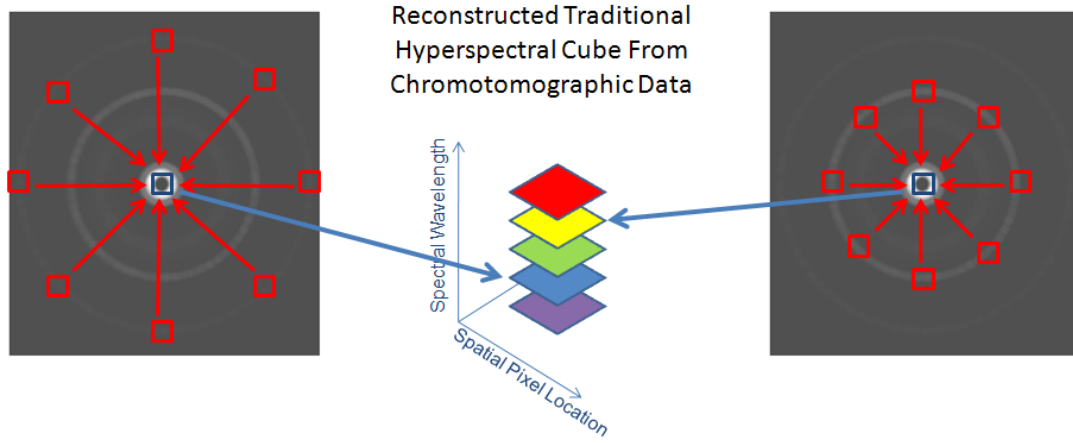 Reconstructed Traditional
Hyperspectral Cube From
Chromotomographic Data
Spectral Wavelength
Spatial Pixel Location